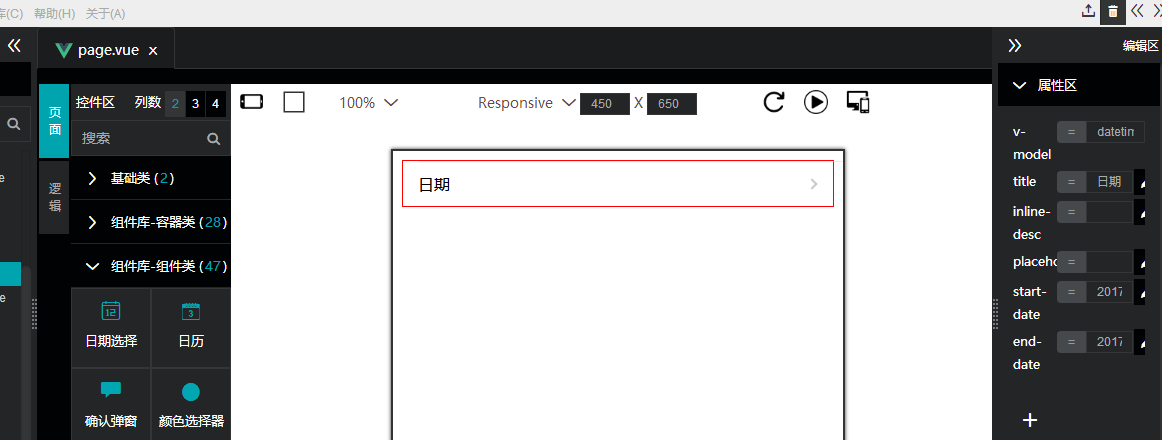 库(C) 帮助(H) 关于(A)
page.vue ×
编辑区
页面
逻辑
控件区 列数 2 3 4
搜索
基础类 (2)
组件库-容器类 (28)
组件库-组件类 (47)
日期选择 日历
确认弹窗 颜色选择器
100% Responsive 450 X 650
日期
属性区
v-model = datetim
title = 日期
inline-desc =
placeho =
start-date = 2017
end-date = 2017
+